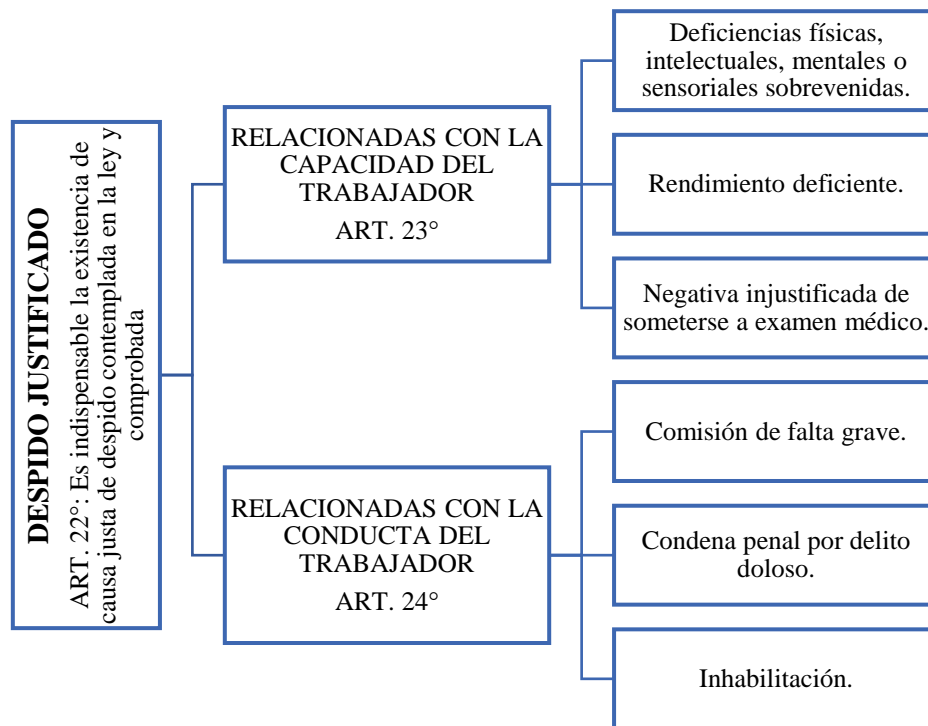 DESPIDO JUSTIFICADO
ART. 22°: Es indispensable la existencia de
causa justa de despido contemplada en la ley y
comprobada
RELACIONADAS CON LA
CAPACIDAD DEL
TRABAJADOR
ART. 23°
Deficiencias físicas,
intelectuales, mentales o
sensoriales sobrevenidas.
Rendimiento deficiente.
Negativa injustificada de
someterse a examen médico.
RELACIONADAS CON LA
CONDUCTA DEL
TRABAJADOR
ART. 24°
Comisión de falta grave.
Condena penal por delito
doloso.
Inhabilitación.